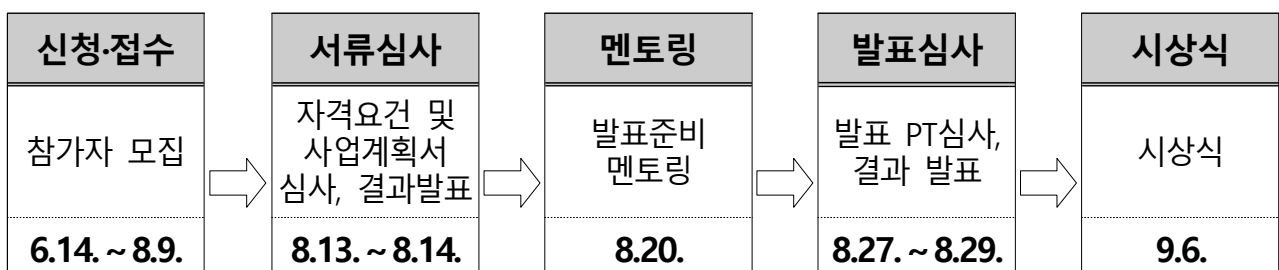 신청·접수
참가자 모집
6.14. ~ 8.9.
서류심사
자격요건 및
사업계획서
심사, 결과발표
8.13. ~ 8.14.
멘토링
발표준비
멘토링
8.20.
발표심사
발표 PT심사,
결과 발표
8.27. ~ 8.29.
시상식
시상식
9.6.